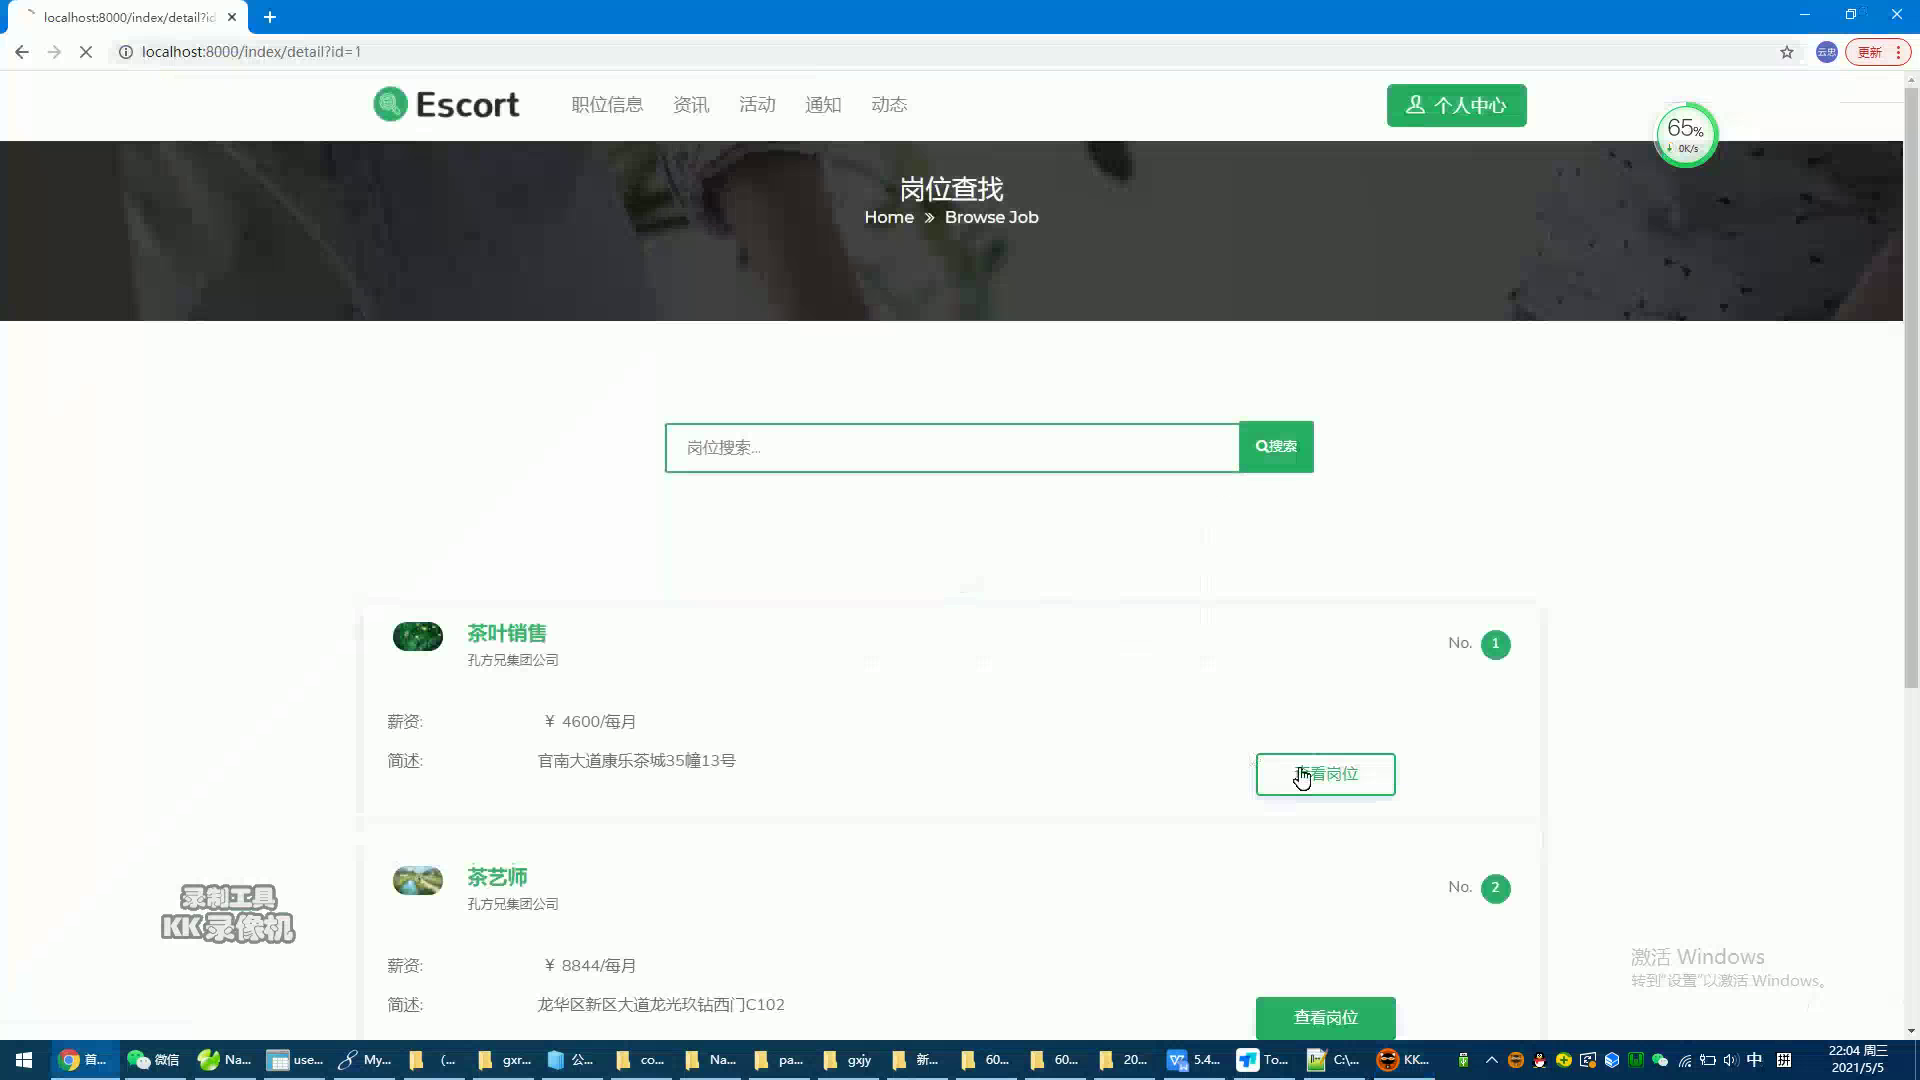 localhost:8000/index/detail?id
localhost:8000/index/detail?id=1
云忠
更新
Escort
职位信息
资讯
活动
通知
动态
个人中心
65%
0K/s
岗位查找
Home » Browse Job
岗位搜索...
搜索
茶叶销售
孔方兄集团公司
No. 1
薪资: ¥ 4600/每月
简述: 官南大道康乐茶城35幢13号
看岗位
茶艺师
孔方兄集团公司
No. 2
薪资: ¥ 8844/每月
简述: 龙华区新区大道龙光玖钻西门C102
查看岗位
录制工具
KK录像机
激活 Windows
转到"设置"以激活 Windows。
首...
微信
Na...
use...
My...
(...
gxr...
公...
co...
Na...
pa...
gxjy
新...
60...
60...
20...
5.4...
To...
C:\...
KK...
中
拼
22:04 周三
2021/5/5